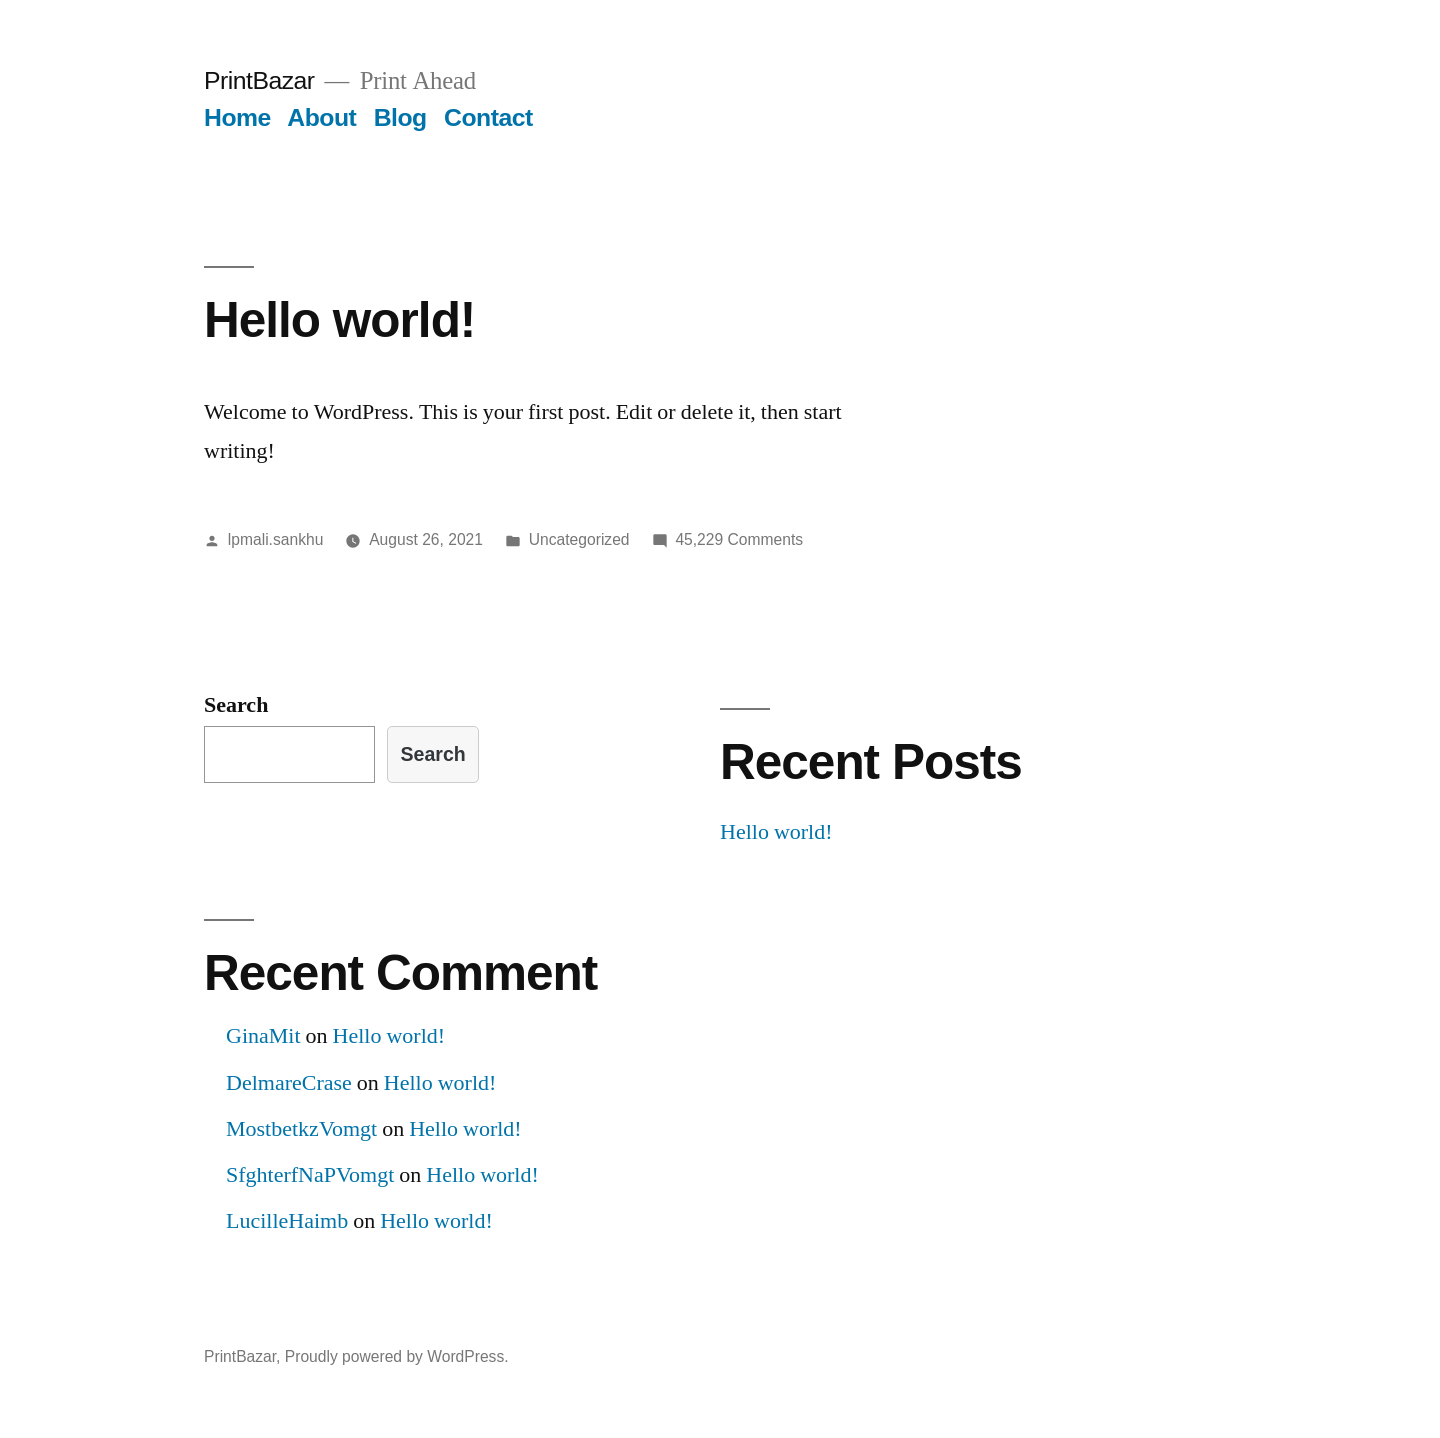 PrintBazar — Print Ahead
Home About Blog Contact
Hello world!
Welcome to WordPress. This is your first post. Edit or delete it, then start
writing!
lpmali.sankhu August 26, 2021 Uncategorized 45,229 Comments
Search
Search
Recent Posts
Hello world!
Recent Comment
GinaMit on Hello world!
DelmareCrase on Hello world!
MostbetkzVomgt on Hello world!
SfghterfNaPVomgt on Hello world!
LucilleHaimb on Hello world!
PrintBazar, Proudly powered by WordPress.